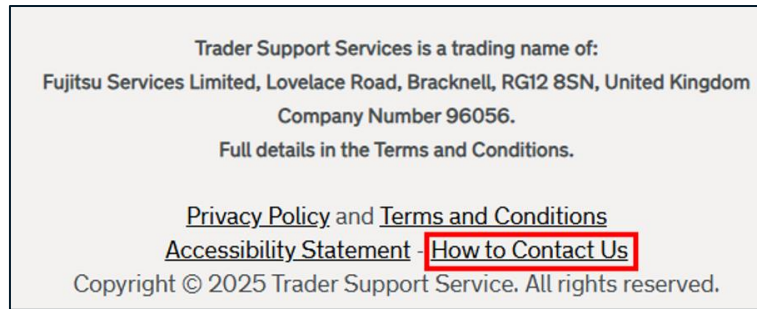 Trader Support Services is a trading name of:
Fujitsu Services Limited, Lovelace Road, Bracknell, RG12 8SN, United Kingdom
Company Number 96056.
Full details in the Terms and Conditions.
Privacy Policy and Terms and Conditions
Accessibility Statement - How to Contact Us
Copyright © 2025 Trader Support Service. All rights reserved.